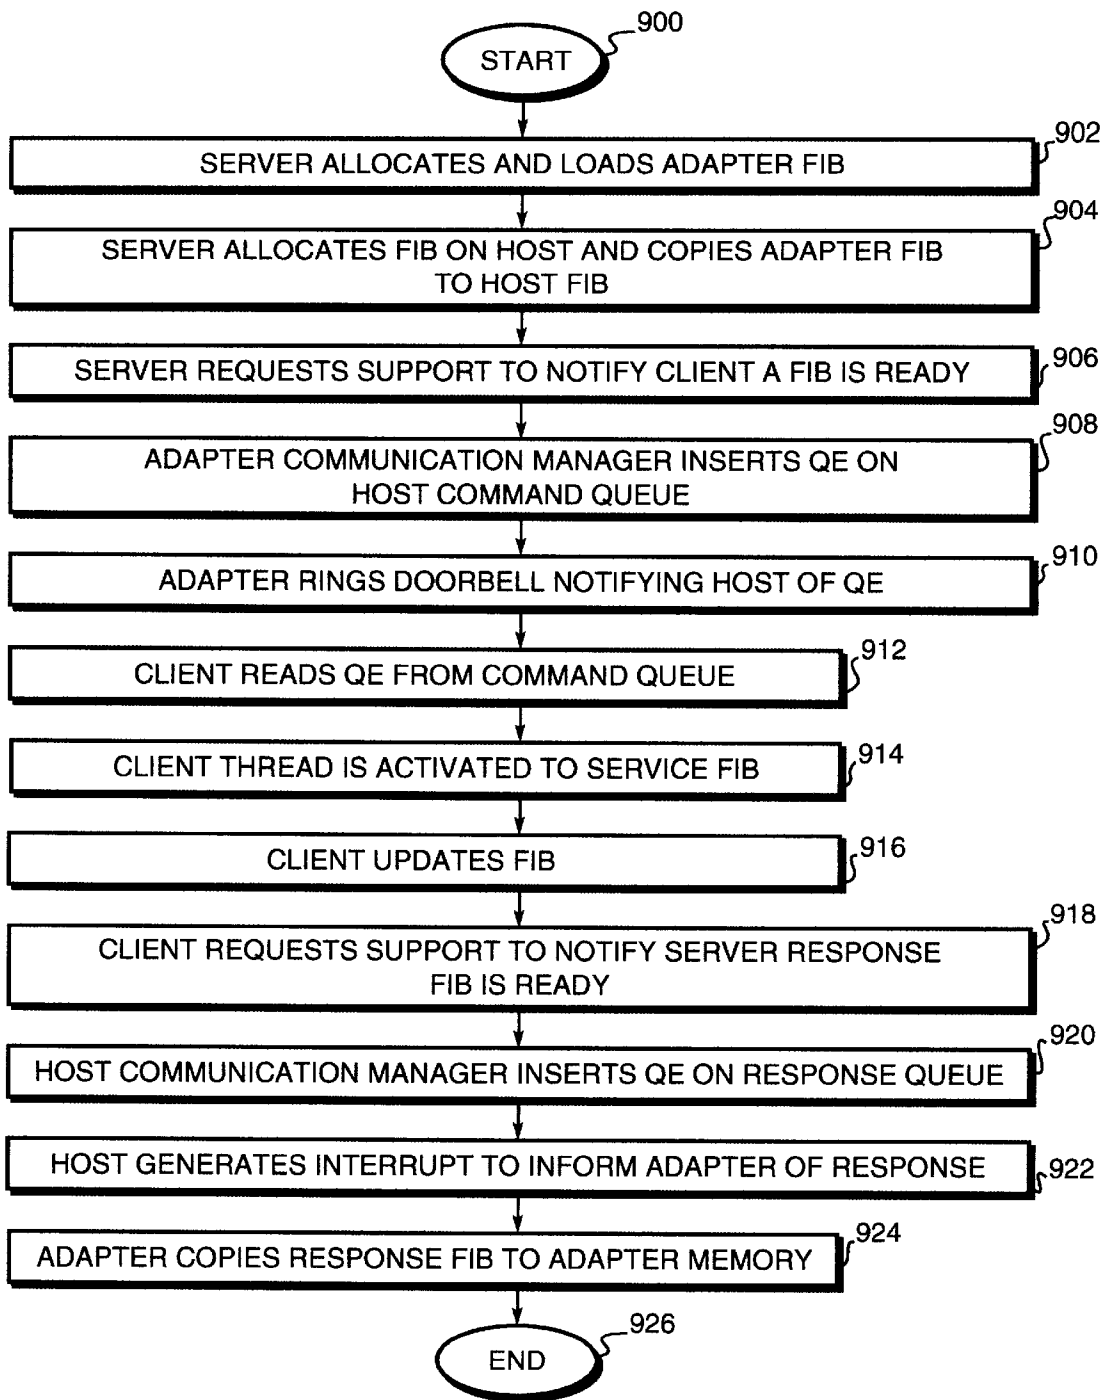 900
START
902
SERVER ALLOCATES AND LOADS ADAPTER FIB
904
SERVER ALLOCATES FIB ON HOST AND COPIES ADAPTER FIB
TO HOST FIB
SERVER REQUESTS SUPPORT TO NOTIFY CLIENT A FIB IS READY
906
908
ADAPTER COMMUNICATION MANAGER INSERTS QE ON
HOST COMMAND QUEUE
910
ADAPTER RINGS DOORBELL NOTIFYING HOST OF QE
912
CLIENT READS QE FROM COMMAND QUEUE
914
CLIENT THREAD IS ACTIVATED TO SERVICE FIB
916
CLIENT UPDATES FIB
918
CLIENT REQUESTS SUPPORT TO NOTIFY SERVER RESPONSE
FIB IS READY
920
HOST COMMUNICATION MANAGER INSERTS QE ON RESPONSE QUEUE
HOST GENERATES INTERRUPT TO INFORM ADAPTER OF RESPONSE
922
924
ADAPTER COPIES RESPONSE FIB TO ADAPTER MEMORY
926
END